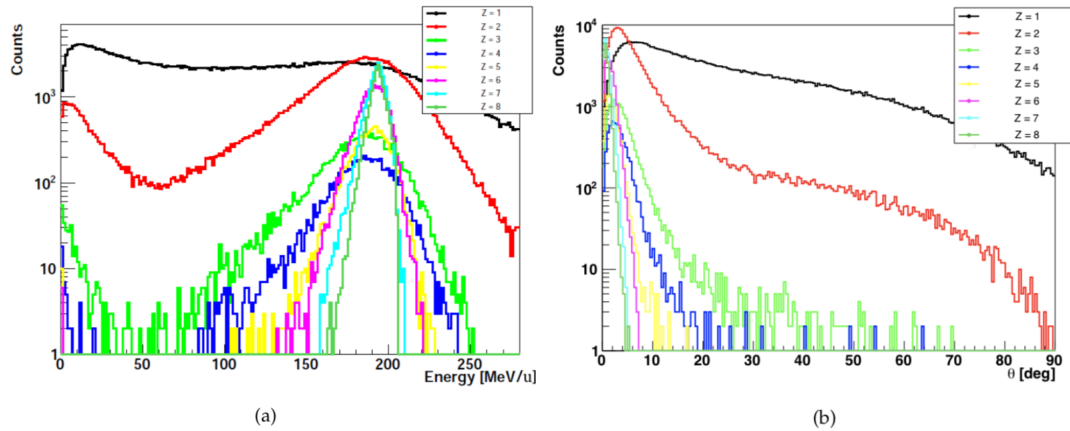 Counts
10³
10²
10
1
0
50
100
150
200
250
Energy [MeV/u]
Z = 1
Z = 2
Z = 3
Z = 4
Z = 5
Z = 6
Z = 7
Z = 8
(a)
Counts
10⁴
10³
10²
10
1
0
10
20
30
40
50
60
70
80
90
θ [deg]
Z = 1
Z = 2
Z = 3
Z = 4
Z = 5
Z = 6
Z = 7
Z = 8
(b)